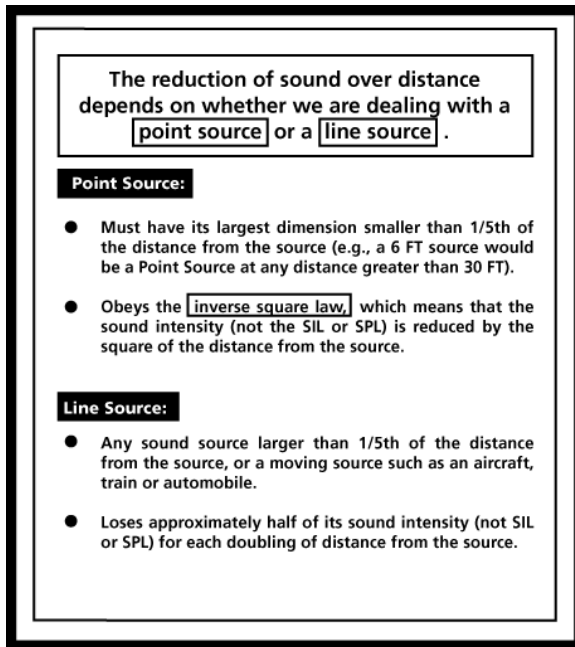 The reduction of sound over distance
depends on whether we are dealing with a
point source or a line source .
Point Source:
● Must have its largest dimension smaller than 1/5th of
the distance from the source (e.g., a 6 FT source would
be a Point Source at any distance greater than 30 FT).
● Obeys the inverse square law, which means that the
sound intensity (not the SIL or SPL) is reduced by the
square of the distance from the source.
Line Source:
● Any sound source larger than 1/5th of the distance
from the source, or a moving source such as an aircraft,
train or automobile.
● Loses approximately half of its sound intensity (not SIL
or SPL) for each doubling of distance from the source.